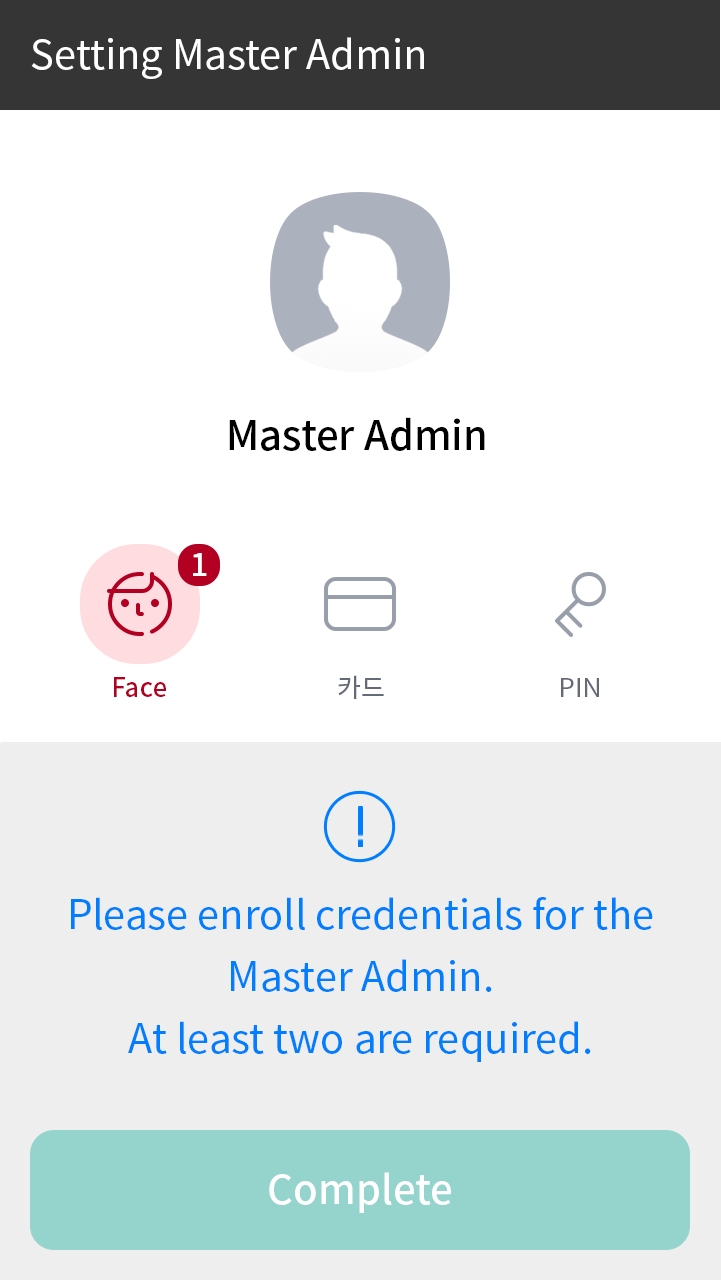 Setting Master Admin
Master Admin
1
Face
카드
PIN
Please enroll credentials for the
Master Admin.
At least two are required.
Complete